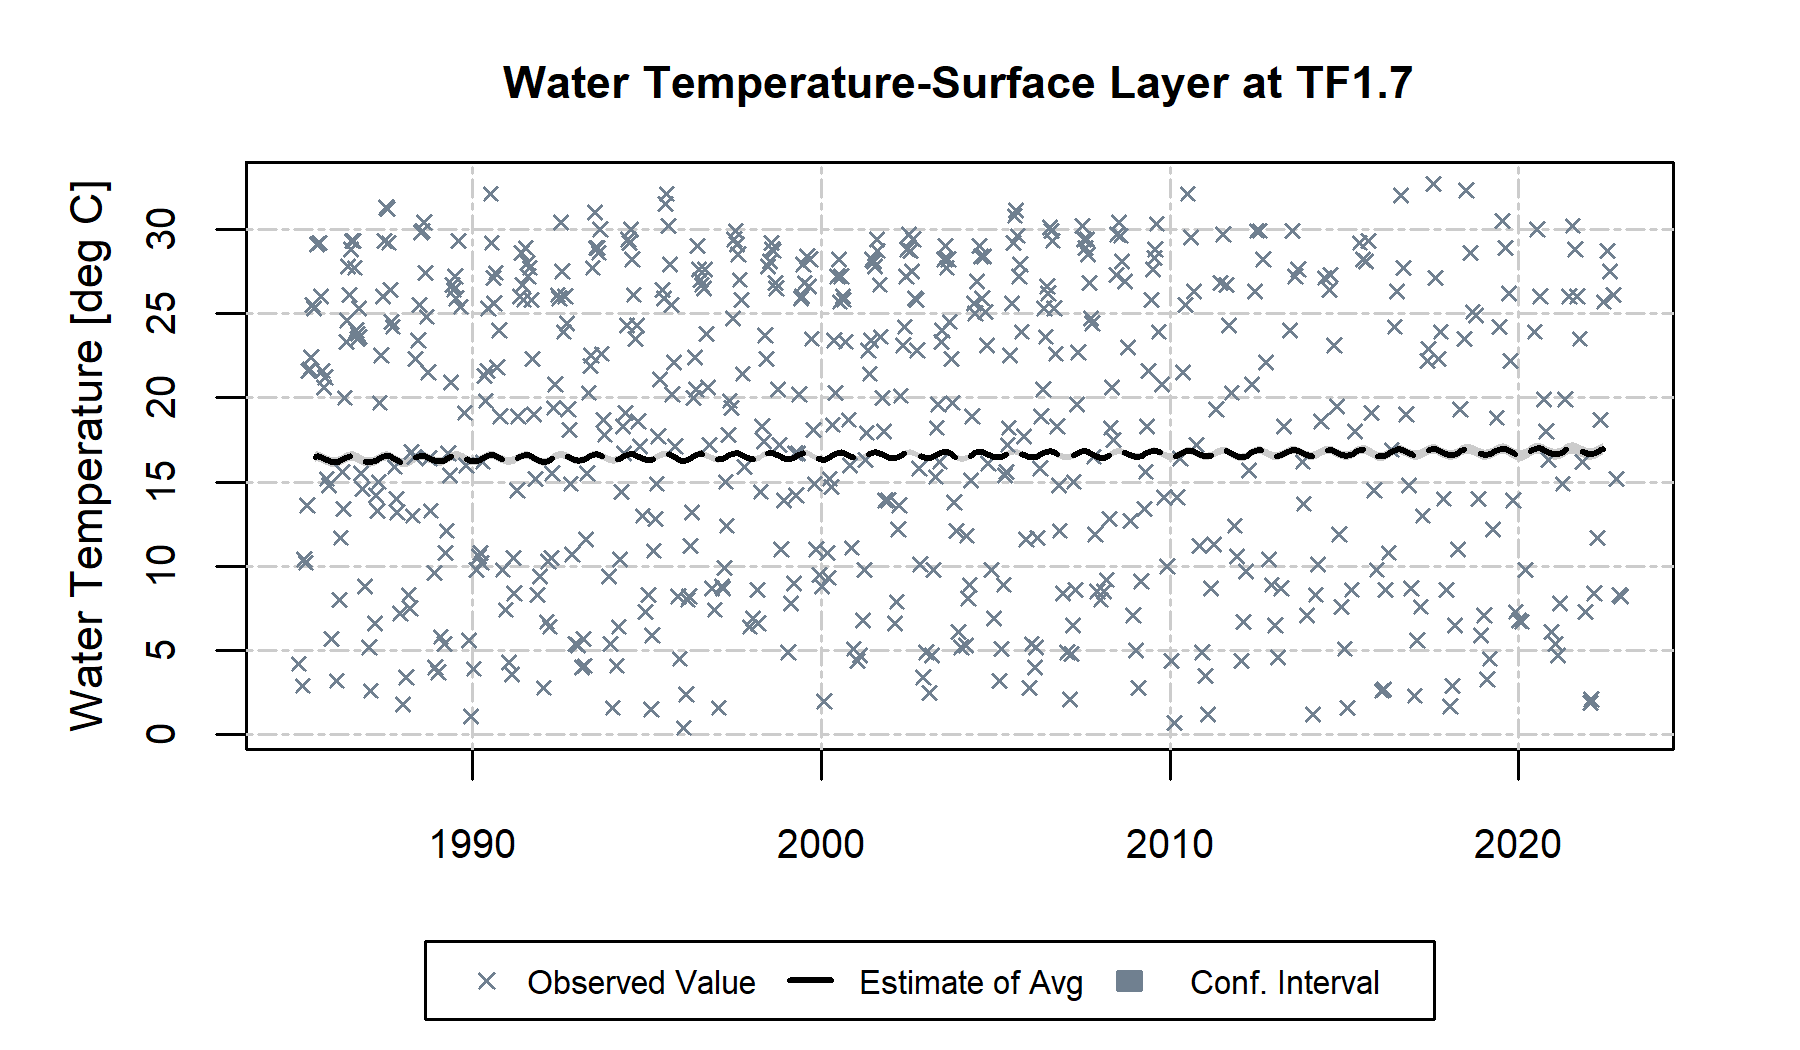 Water Temperature-Surface Layer at TF1.7
Water Temperature [deg C]
30
25
20
15
10
5
0
1990 2000 2010 2020
Observed Value Estimate of Avg Conf. Interval